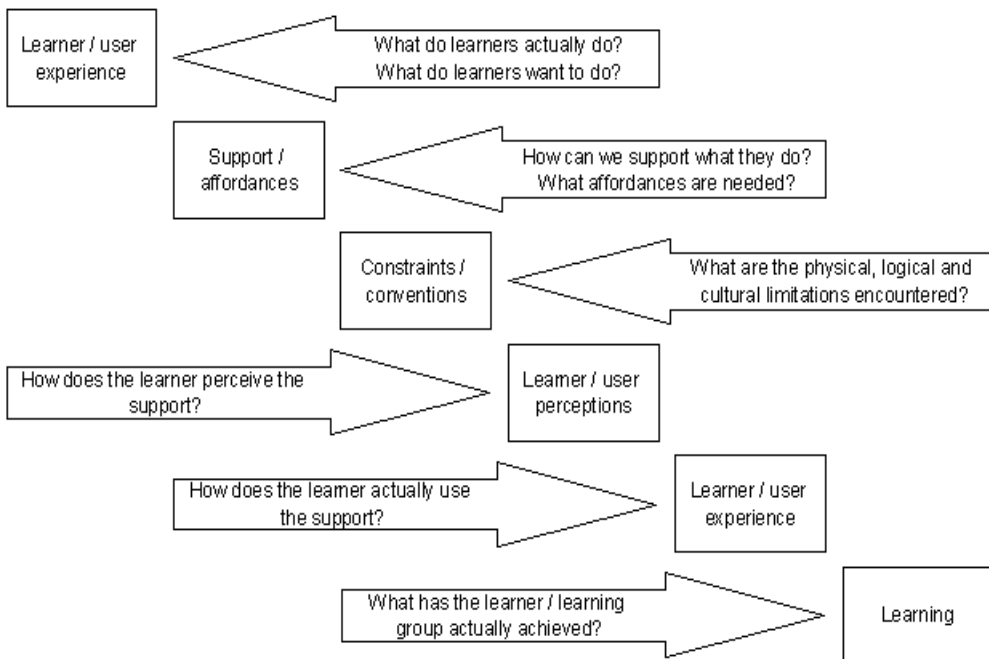 Learner / user
experience
What do learners actually do?
What do learners want to do?
Support /
affordances
How can we support what they do?
What affordances are needed?
Constraints /
conventions
What are the physical, logical and
cultural limitations encountered?
How does the learner perceive the
support?
Learner / user
perceptions
How does the learner actually use
the support?
Learner / user
experience
What has the learner / learning
group actually achieved?
Learning